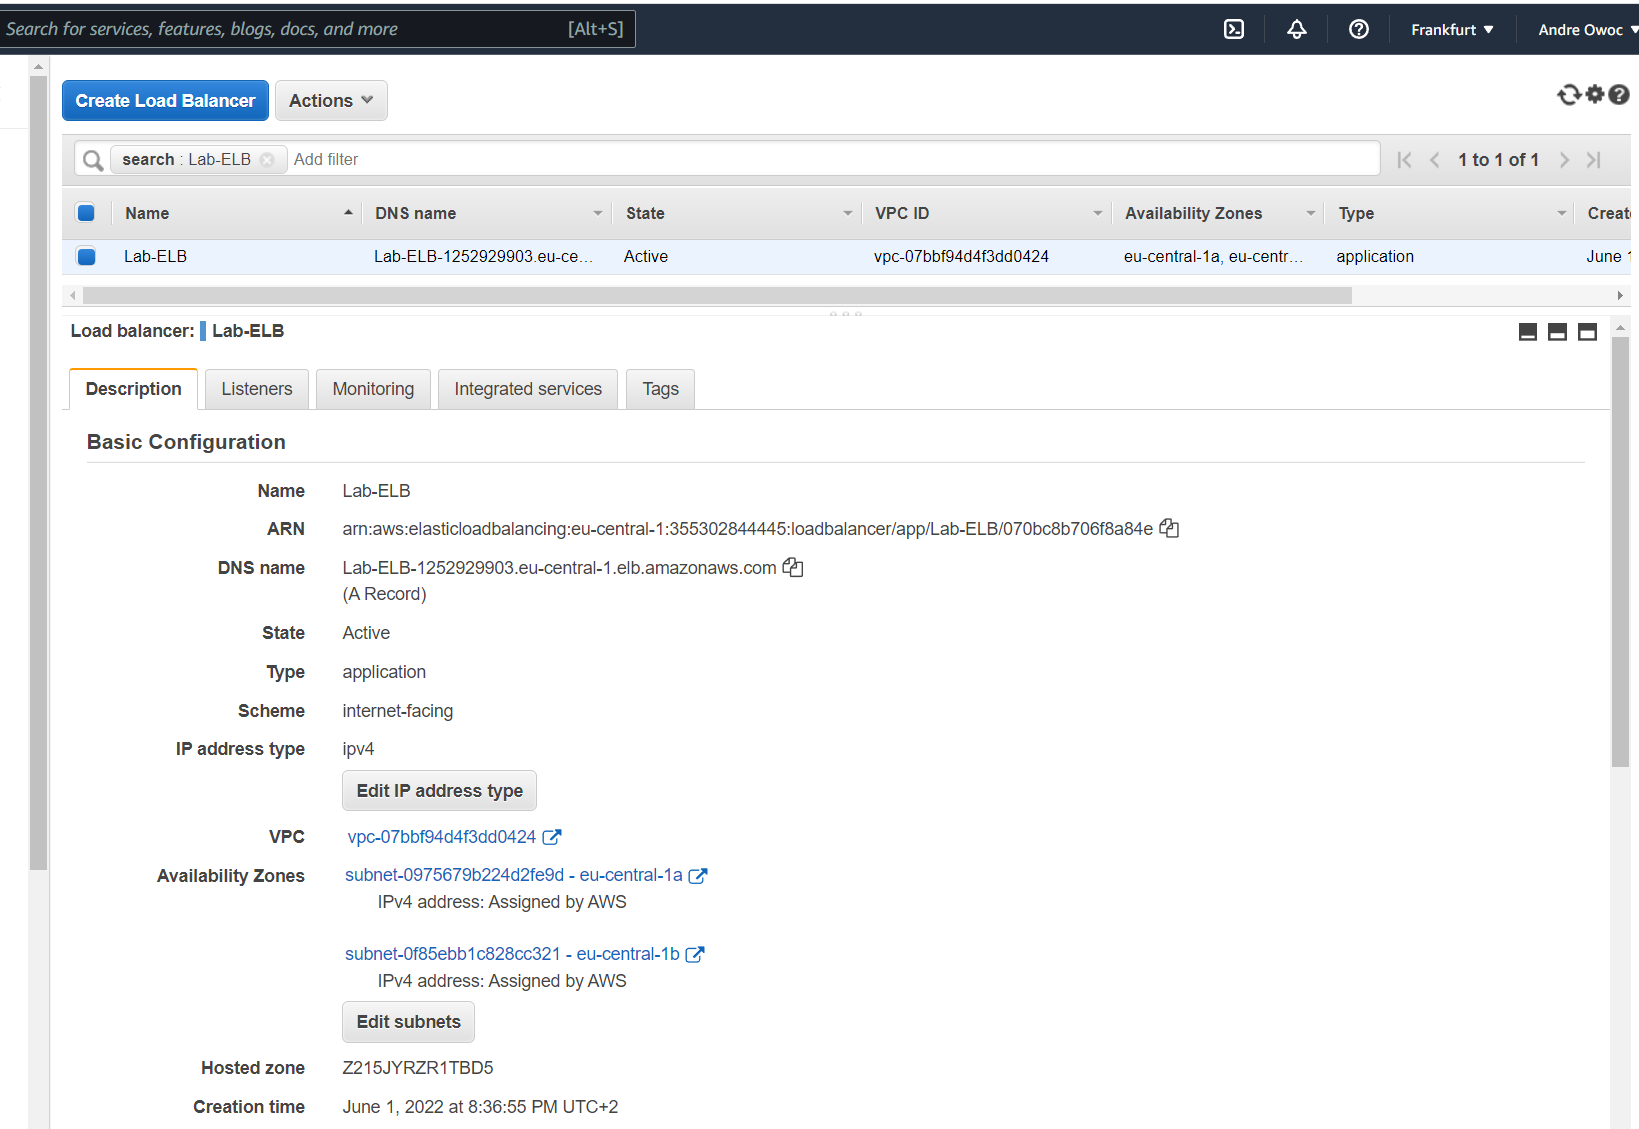 Search for services, features, blogs, docs, and more [Alt+S] Frankfurt Andre Owoc
Create Load Balancer Actions
search : Lab-ELB Add filter 1 to 1 of 1
Name DNS name State VPC ID Availability Zones Type Creat
Lab-ELB Lab-ELB-1252929903.eu-ce... Active vpc-07bbf94d4f3dd0424 eu-central-1a, eu-centr... application June 1
Load balancer: Lab-ELB
Description Listeners Monitoring Integrated services Tags
Basic Configuration
Name Lab-ELB
ARN arn:aws:elasticloadbalancing:eu-central-1:355302844445:loadbalancer/app/Lab-ELB/070bc8b706f8a84e
DNS name Lab-ELB-1252929903.eu-central-1.elb.amazonaws.com
(A Record)
State Active
Type application
Scheme internet-facing
IP address type ipv4
Edit IP address type
VPC vpc-07bbf94d4f3dd0424
Availability Zones subnet-0975679b224d2fe9d - eu-central-1a
IPv4 address: Assigned by AWS
subnet-0f85ebb1c828cc321 - eu-central-1b
IPv4 address: Assigned by AWS
Edit subnets
Hosted zone Z215JYRZR1TBD5
Creation time June 1, 2022 at 8:36:55 PM UTC+2